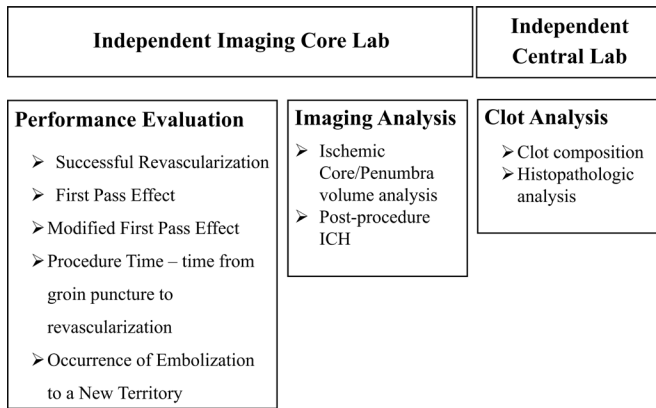 Independent Imaging Core Lab
Independent
Central Lab
Performance Evaluation
➢ Successful Revascularization
➢ First Pass Effect
➢ Modified First Pass Effect
➢ Procedure Time – time from
groin puncture to
revascularization
➢ Occurrence of Embolization
to a New Territory
Imaging Analysis
➢ Ischemic
Core/Penumbra
volume analysis
➢ Post-procedure
ICH
Clot Analysis
➢ Clot composition
➢ Histopathologic
analysis